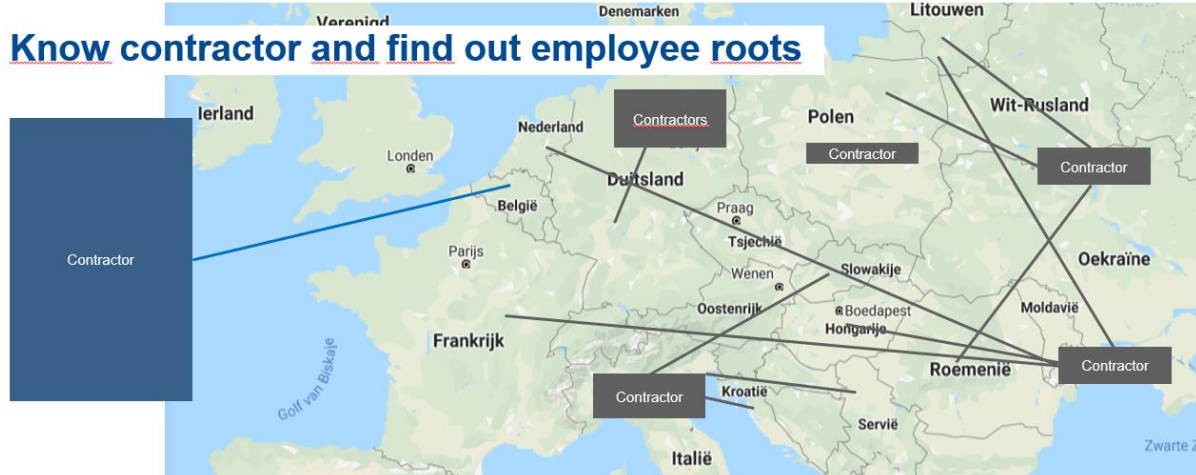 Denemarken
Litouwen
Know contractor and find out employee roots
Ierland
Nederland
Contractors
Polen
Wit-Rusland
Londen
Contractor
Contractor
Duitsland
België
Praag
Tsjechië
Parijs
Contractor
Wenen
Slowakije
Oekraïne
Oostenrijk
Boedapest
Hongarije
Moldavië
Frankrijk
Golf van Biskaje
Roemenië
Contractor
Contractor
Kroatië
Servië
Italië
Zwarte